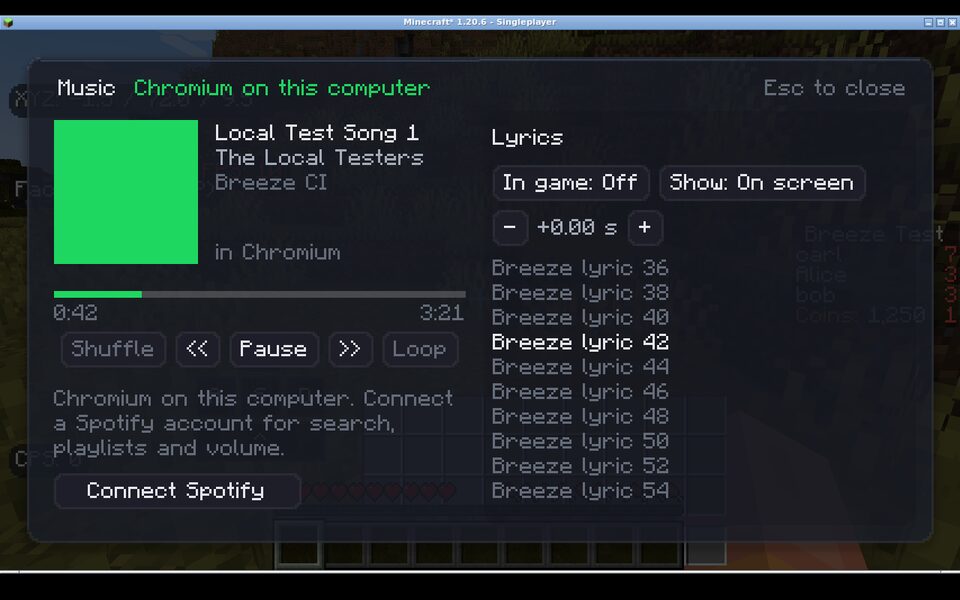 Minecraft* 1.20.6 - Singleplayer
Music Chromium on this computer
Esc to close
Local Test Song 1
The Local Testers
Breeze CI
in Chromium
0:42
3:21
Shuffle << Pause >> Loop
Chromium on this computer. Connect
a Spotify account for search,
playlists and volume.
Connect Spotify
Lyrics
In game: Off Show: On screen
− +0.00 s +
Breeze lyric 36
Breeze lyric 38
Breeze lyric 40
Breeze lyric 42
Breeze lyric 44
Breeze lyric 46
Breeze lyric 48
Breeze lyric 50
Breeze lyric 52
Breeze lyric 54
Breeze Test
carl 7
Alice 3
bob 3
Coins: 1,250 1